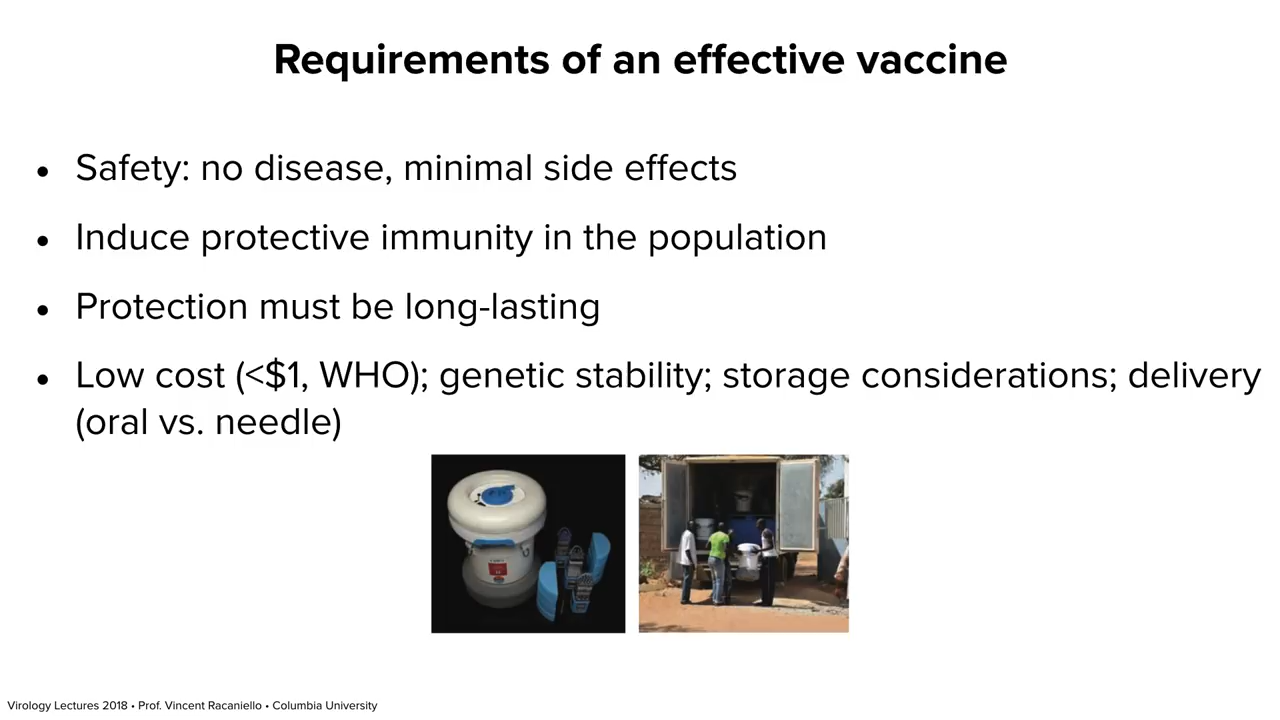 Requirements of an effective vaccine
• Safety: no disease, minimal side effects
• Induce protective immunity in the population
• Protection must be long-lasting
• Low cost (<$1, WHO); genetic stability; storage considerations; delivery
(oral vs. needle)
Virology Lectures 2018 • Prof. Vincent Racaniello • Columbia University